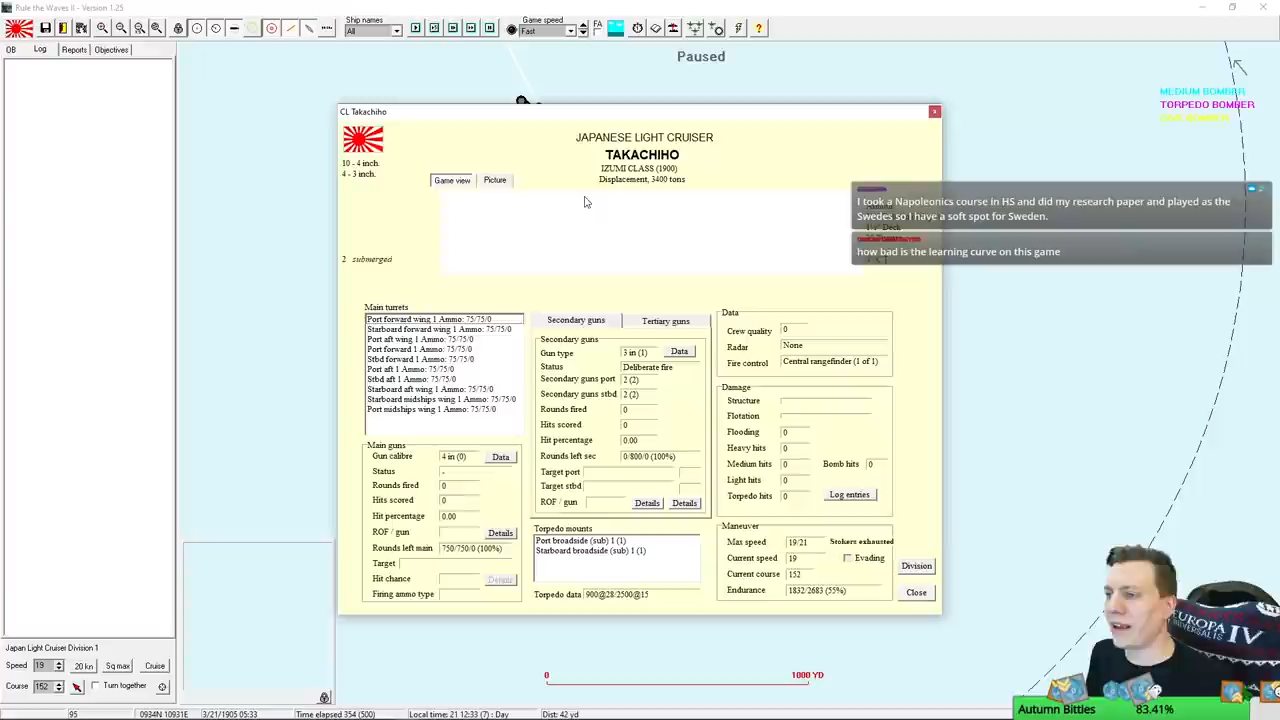 Rule the Waves II - Version 1.25
Ship names
All
Game speed
Fast
FA
OB
Log
Reports
Objectives
Paused
MEDIUM BOMBER
TORPEDO BOMBER
DIVE BOMBER
CL Takachiho
JAPANESE LIGHT CRUISER
TAKACHIHO
IZUMI CLASS (1900)
Displacement, 3400 tons
10 - 4 inch.
4 - 3 inch.
Game view
Picture
Deck
2 submerged
I took a Napoleonics course in HS and did my research paper and played as the
Swedes so I have a soft spot for Sweden.
how bad is the learning curve on this game
Main turrets
Port forward wing 1 Ammo: 75/75/0
Starboard forward wing 1 Ammo: 75/75/0
Port aft wing 1 Ammo: 75/75/0
Port forward 1 Ammo: 75/75/0
Stbd forward 1 Ammo: 75/75/0
Port aft 1 Ammo: 75/75/0
Stbd aft 1 Ammo: 75/75/0
Starboard aft wing 1 Ammo: 75/75/0
Starboard midships wing 1 Ammo: 75/75/0
Port midships wing 1 Ammo: 75/75/0
Main guns
Gun calibre 4 in (0) Data
Status -
Rounds fired 0
Hits scored 0
Hit percentage 0.00
ROF / gun Details
Rounds left main 750/750/0 (100%)
Target
Hit chance Details
Firing ammo type
Secondary guns
Tertiary guns
Secondary guns
Gun type 3 in (1) Data
Status Deliberate fire
Secondary guns port 2 (2)
Secondary guns stbd 2 (2)
Rounds fired 0
Hits scored 0
Hit percentage 0.00
Rounds left sec 0/800/0 (100%)
Target port
Target stbd
ROF / gun Details Details
Torpedo mounts
Port broadside (sub) 1 (1)
Starboard broadside (sub) 1 (1)
Torpedo data 900@28/2500@15
Data
Crew quality 0
Radar None
Fire control Central rangefinder (1 of 1)
Damage
Structure
Flotation
Flooding 0
Heavy hits 0
Medium hits 0 Bomb hits 0
Light hits 0
Torpedo hits 0 Log entries
Maneuver
Max speed 19/21 Stokers exhausted
Current speed 19 Evading
Current course 152
Endurance 1832/2683 (55%)
Division
Close
0
1000 YD
Japan Light Cruiser Division 1
Speed 19 20 kn Sq max Cruise
Course 152 Turn together
95
0934N 10931E
3/21/1905 05:33
Time elapsed 354 (500)
Local time: 21 12:33 (7) : Day
Dist: 42 yd
EUROPA IV
UNIVERSALIS
Autumn Bitties
83.41%